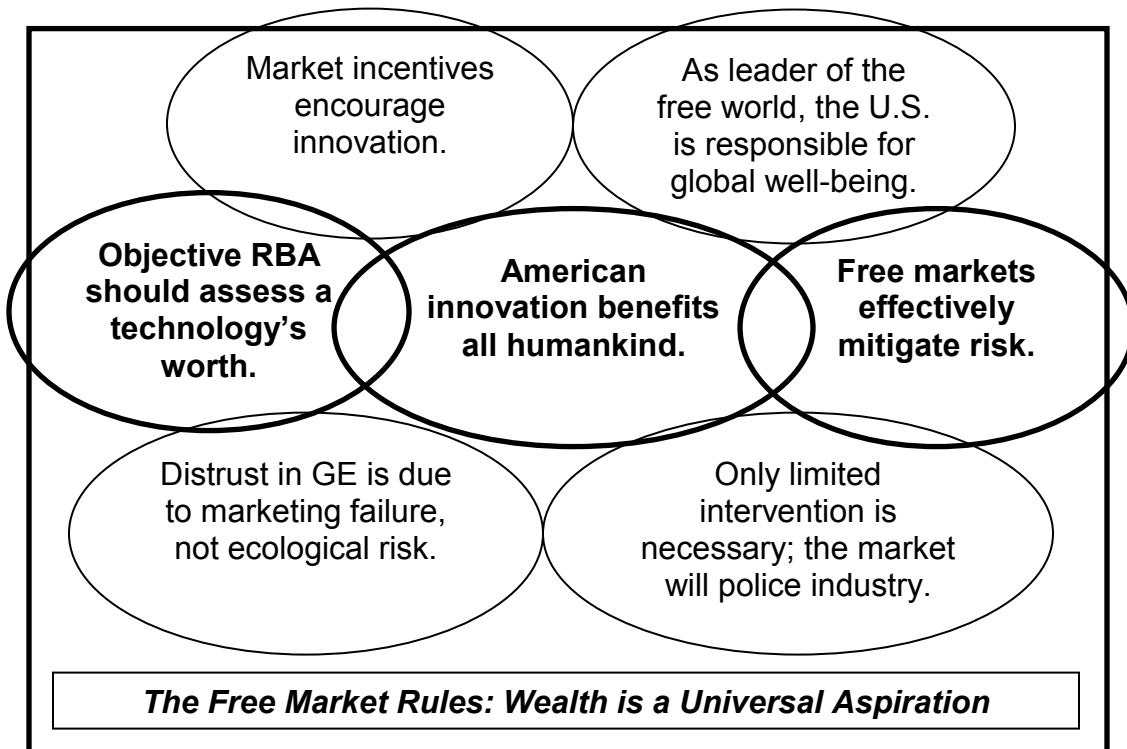 Market incentives
encourage
innovation.
As leader of the
free world, the U.S.
is responsible for
global well-being.
Objective RBA
should assess a
technology’s
worth.
American
innovation benefits
all humankind.
Free markets
effectively
mitigate risk.
Distrust in GE is due
to marketing failure,
not ecological risk.
Only limited
intervention is
necessary; the market
will police industry.
The Free Market Rules: Wealth is a Universal Aspiration